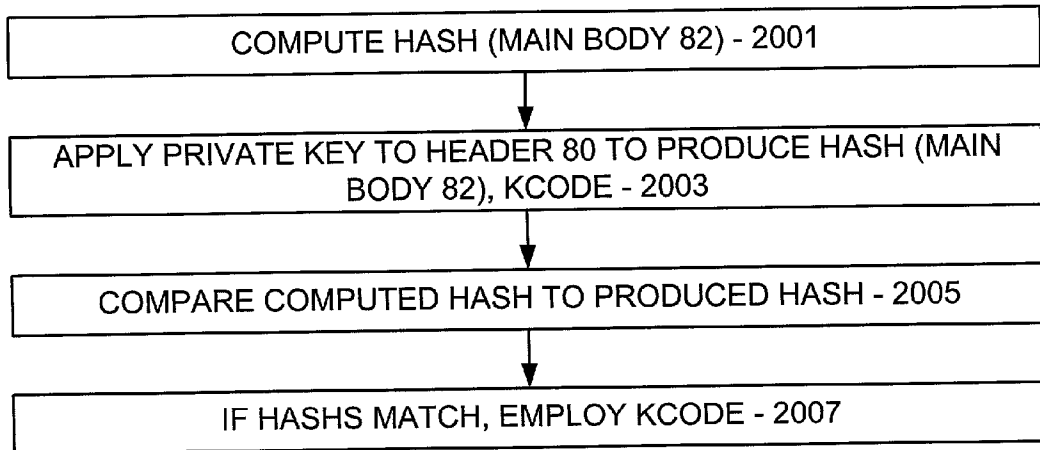 COMPUTE HASH (MAIN BODY 82) - 2001
APPLY PRIVATE KEY TO HEADER 80 TO PRODUCE HASH (MAIN
BODY 82), KCODE - 2003
COMPARE COMPUTED HASH TO PRODUCED HASH - 2005
IF HASHS MATCH, EMPLOY KCODE - 2007